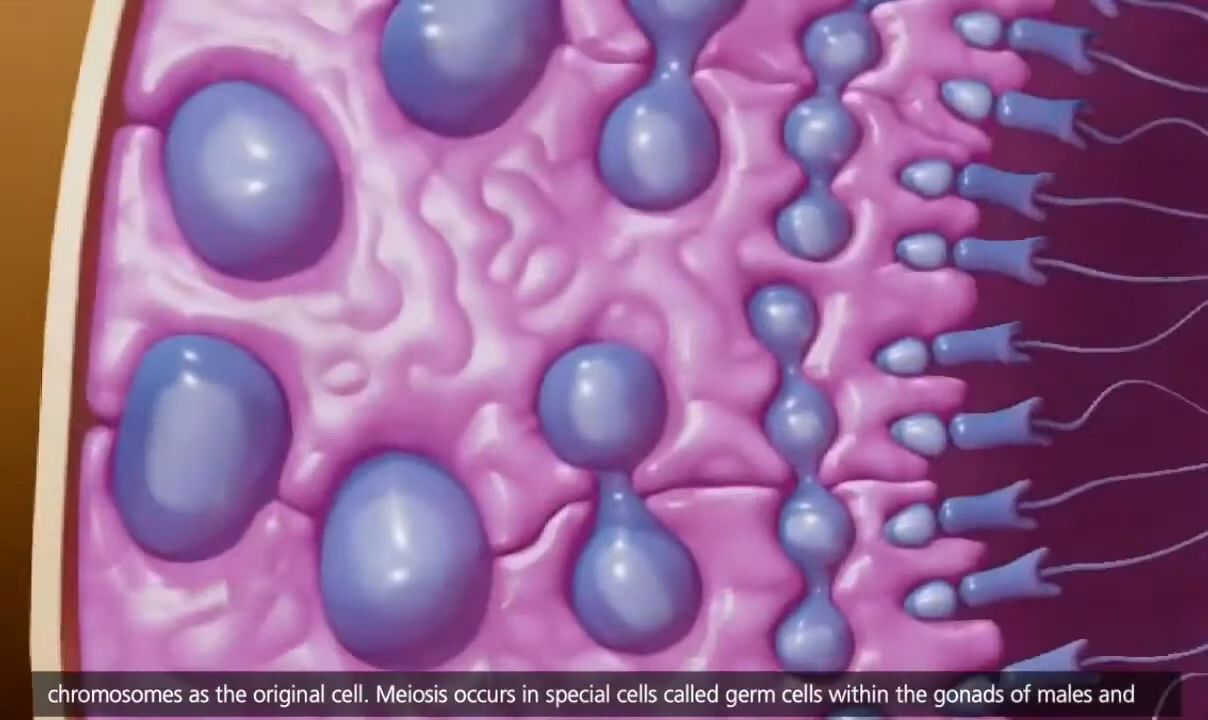 chromosomes as the original cell. Meiosis occurs in special cells called germ cells within the gonads of males and